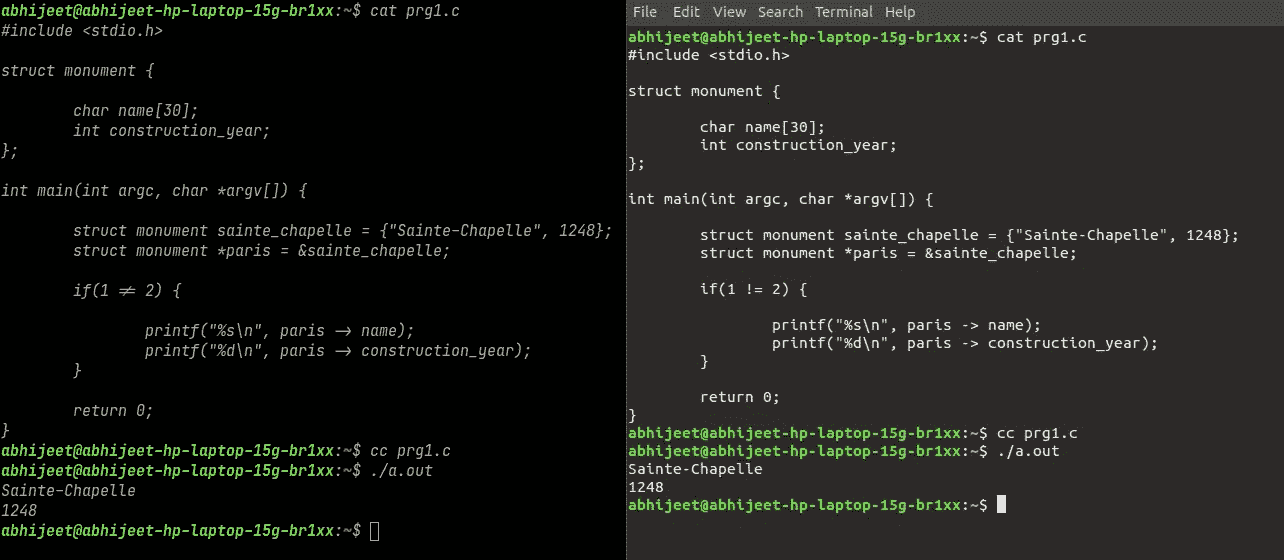 abhijeet@abhijeet-hp-laptop-15g-br1xx:~$ cat prg1.c
#include <stdio.h>
struct monument {
char name[30];
int construction_year;
};
int main(int argc, char *argv[]) {
struct monument sainte_chapelle = {"Sainte-Chapelle", 1248};
struct monument *paris = &sainte_chapelle;
if(1 ≠ 2) {
printf("%s\n", paris → name);
printf("%d\n", paris → construction_year);
}
return 0;
}
abhijeet@abhijeet-hp-laptop-15g-br1xx:~$ cc prg1.c
abhijeet@abhijeet-hp-laptop-15g-br1xx:~$ ./a.out
Sainte-Chapelle
1248
abhijeet@abhijeet-hp-laptop-15g-br1xx:~$
File Edit View Search Terminal Help
abhijeet@abhijeet-hp-laptop-15g-br1xx:~$ cat prg1.c
#include <stdio.h>
struct monument {
char name[30];
int construction_year;
};
int main(int argc, char *argv[]) {
struct monument sainte_chapelle = {"Sainte-Chapelle", 1248};
struct monument *paris = &sainte_chapelle;
if(1 != 2) {
printf("%s\n", paris -> name);
printf("%d\n", paris -> construction_year);
}
return 0;
}
abhijeet@abhijeet-hp-laptop-15g-br1xx:~$ cc prg1.c
abhijeet@abhijeet-hp-laptop-15g-br1xx:~$ ./a.out
Sainte-Chapelle
1248
abhijeet@abhijeet-hp-laptop-15g-br1xx:~$